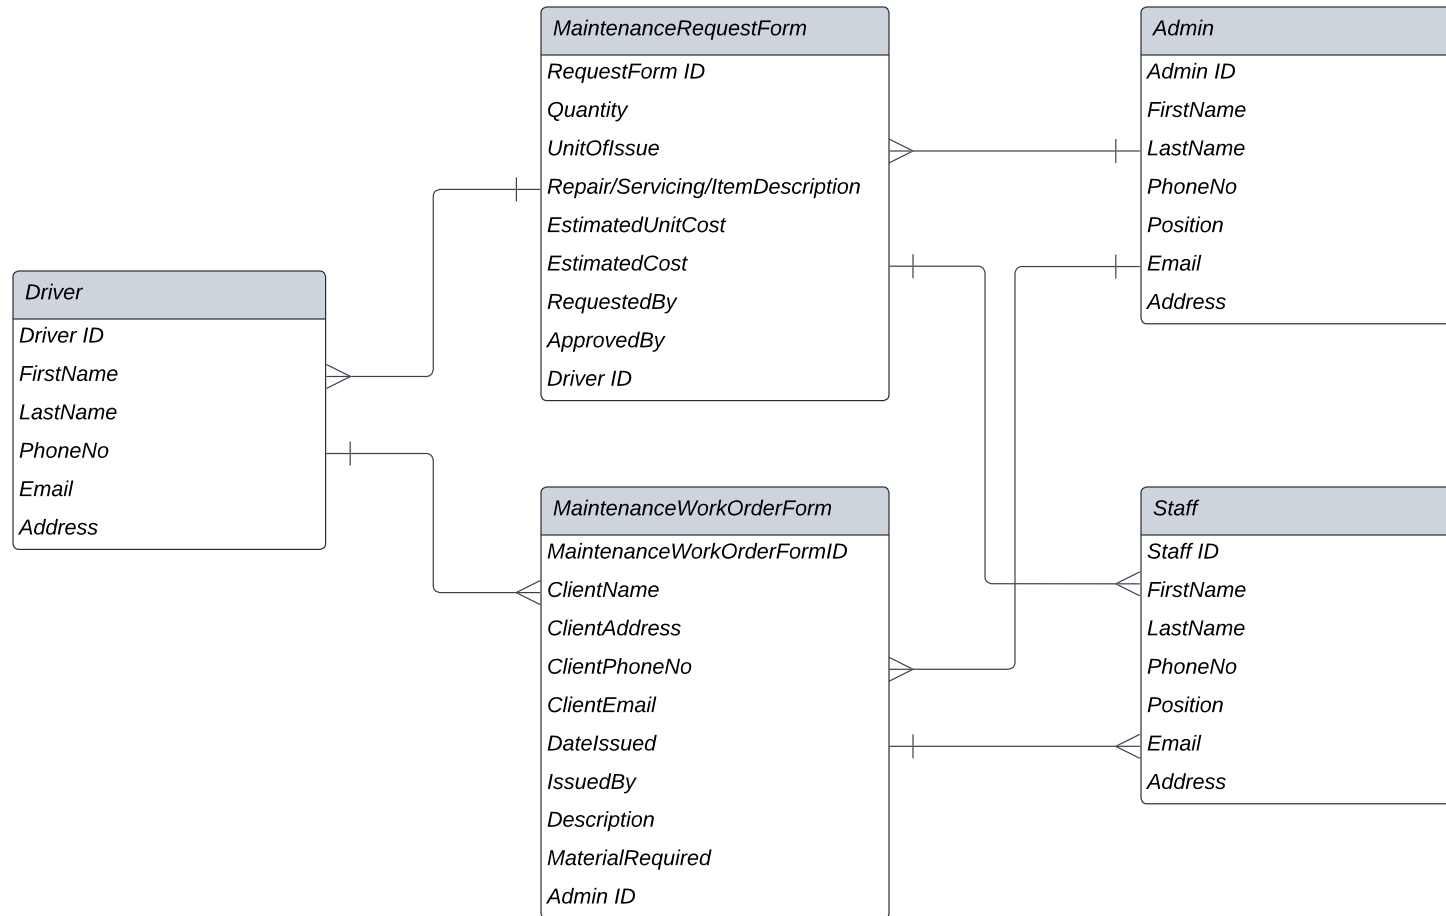 MaintenanceRequestForm
RequestForm ID
Quantity
UnitOfIssue
Repair/Servicing/ItemDescription
EstimatedUnitCost
EstimatedCost
RequestedBy
ApprovedBy
Driver ID
Admin
Admin ID
FirstName
LastName
PhoneNo
Position
Email
Address
Driver
Driver ID
FirstName
LastName
PhoneNo
Email
Address
MaintenanceWorkOrderForm
MaintenanceWorkOrderFormID
ClientName
ClientAddress
ClientPhoneNo
ClientEmail
DateIssued
IssuedBy
Description
MaterialRequired
Admin ID
Staff
Staff ID
FirstName
LastName
PhoneNo
Position
Email
Address